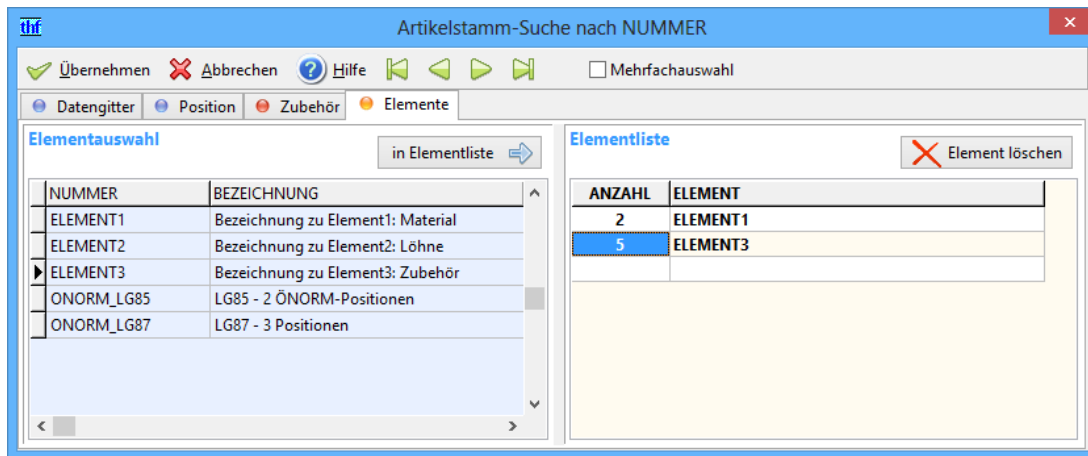 thf Artikelstamm-Suche nach NUMMER
Übernehmen Abbrechen ? Hilfe Mehrfachauswahl
Datengitter Position Zubehör Elemente
Elementauswahl
in Elementliste
NUMMER BEZEICHNUNG
ELEMENT1 Bezeichnung zu Element1: Material
ELEMENT2 Bezeichnung zu Element2: Löhne
ELEMENT3 Bezeichnung zu Element3: Zubehör
ONORM_LG85 LG85 - 2 ÖNORM-Positionen
ONORM_LG87 LG87 - 3 Positionen
Elementliste
Element löschen
ANZAHL ELEMENT
2 ELEMENT1
5 ELEMENT3